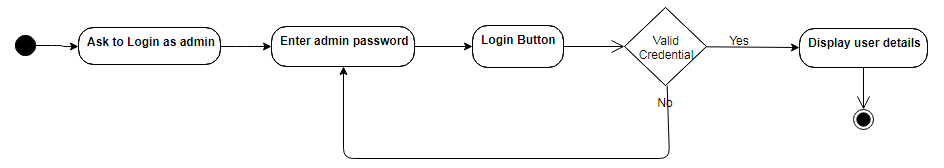 Ask to Login as admin
Enter admin password
Login Button
Valid
Credential
Yes
Display user details
No